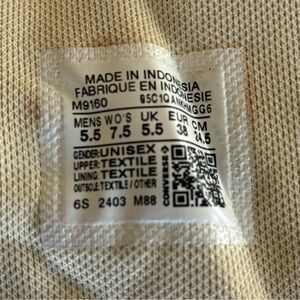 MADE IN INDONESIA
FABRIQUE EN INDONESIE
M9160
MENS WO'S UK EUR CM
5.5 7.5 5.5 38 24.5
GENDER: UNISEX
UPPER: TEXTILE
LINING: TEXTILE
OUTSOLE: TEXTILE / OTHER
CONVERSE
6S 2403 M88